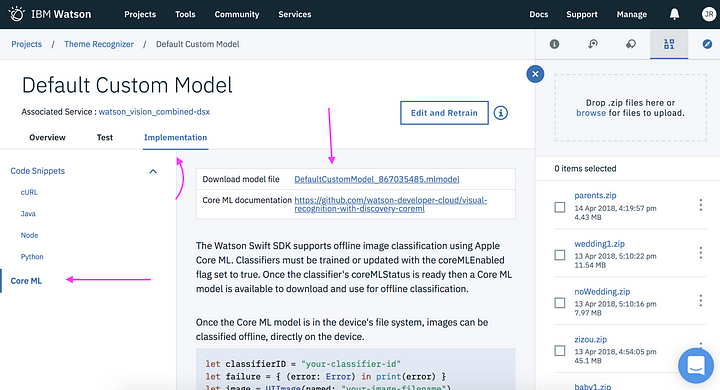 IBM Watson
Projects
Tools
Community
Services
Docs
Support
Manage
JR
Projects / Theme Recognizer / Default Custom Model
Default Custom Model
Associated Service : watson_vision_combined-dsx
Edit and Retrain
Overview
Test
Implementation
Code Snippets
cURL
Java
Node
Python
Core ML
Download model file
DefaultCustomModel_867035485.mlmodel
Core ML documentation
https://github.com/watson-developer-cloud/visual-
recognition-with-discovery-coreml
The Watson Swift SDK supports offline image classification using Apple
Core ML. Classifiers must be trained or updated with the coreMLEnabled
flag set to true. Once the classifier's coreMLStatus is ready then a Core ML
model is available to download and use for offline classification.
Once the Core ML model is in the device's file system, images can be
classified offline, directly on the device.
let classifierID = "your-classifier-id"
let failure = { (error: Error) in print(error) }
let image = UIImage(named: "your-image-filename")
Drop .zip files here or
browse for files to upload.
0 items selected
parents.zip
14 Apr 2018, 4:19:57 pm
4.43 MB
wedding1.zip
13 Apr 2018, 5:10:22 pm
11.54 MB
noWedding.zip
13 Apr 2018, 5:10:16 pm
7.97 MB
zizou.zip
13 Apr 2018, 4:54:05 pm
45.1 MB
baby1.zip